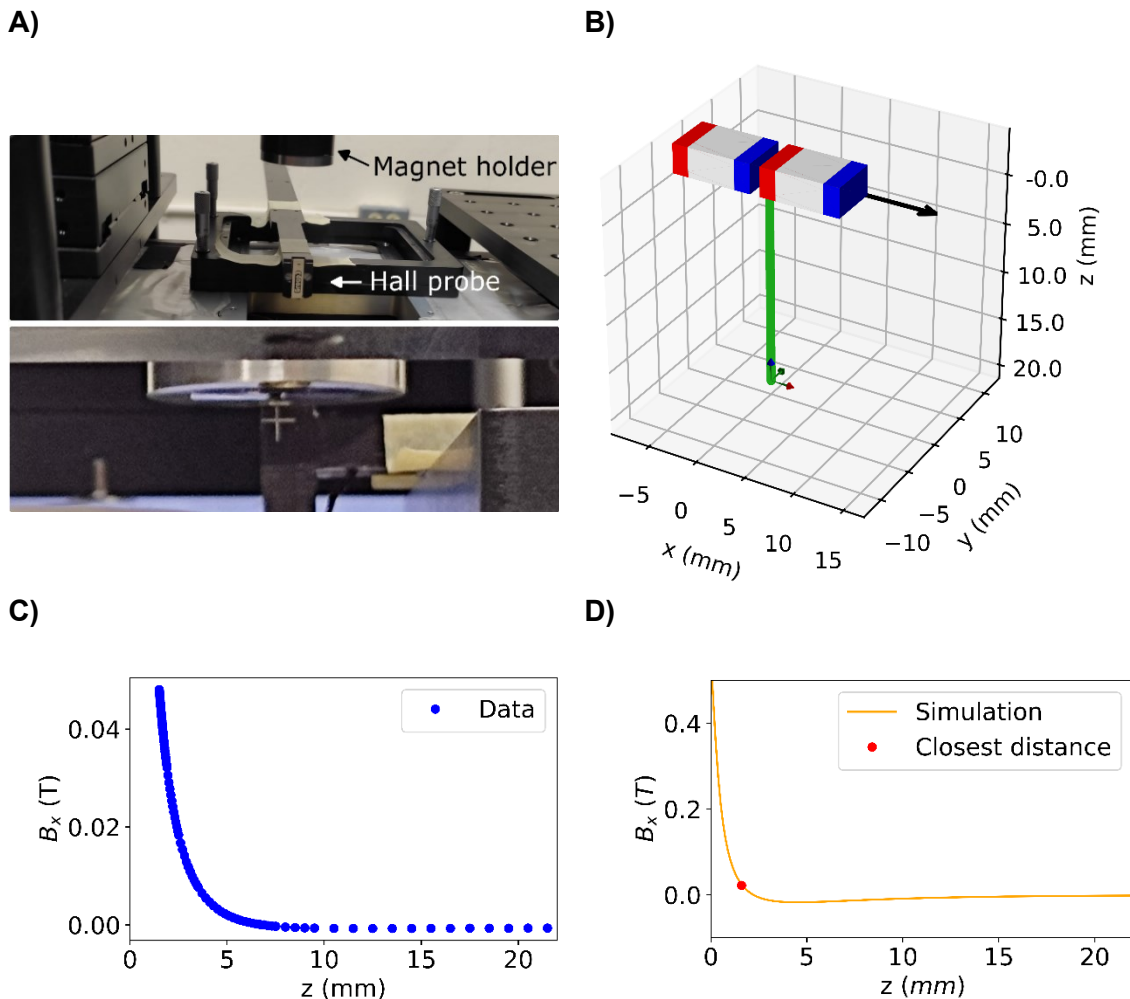 A)
B)
Magnet holder
Hall probe
-0.0
5.0
10.0
15.0
20.0
z (mm)
10
5
0
−5
−10
y (mm)
−5
0
5
10
15
x (mm)
C)
D)
0.04
0.02
0.00
Bₓ (T)
Data
0
5
10
15
20
z (mm)
0.4
0.2
0.0
Bₓ (T)
Simulation
Closest distance
0
5
10
15
20
z (mm)